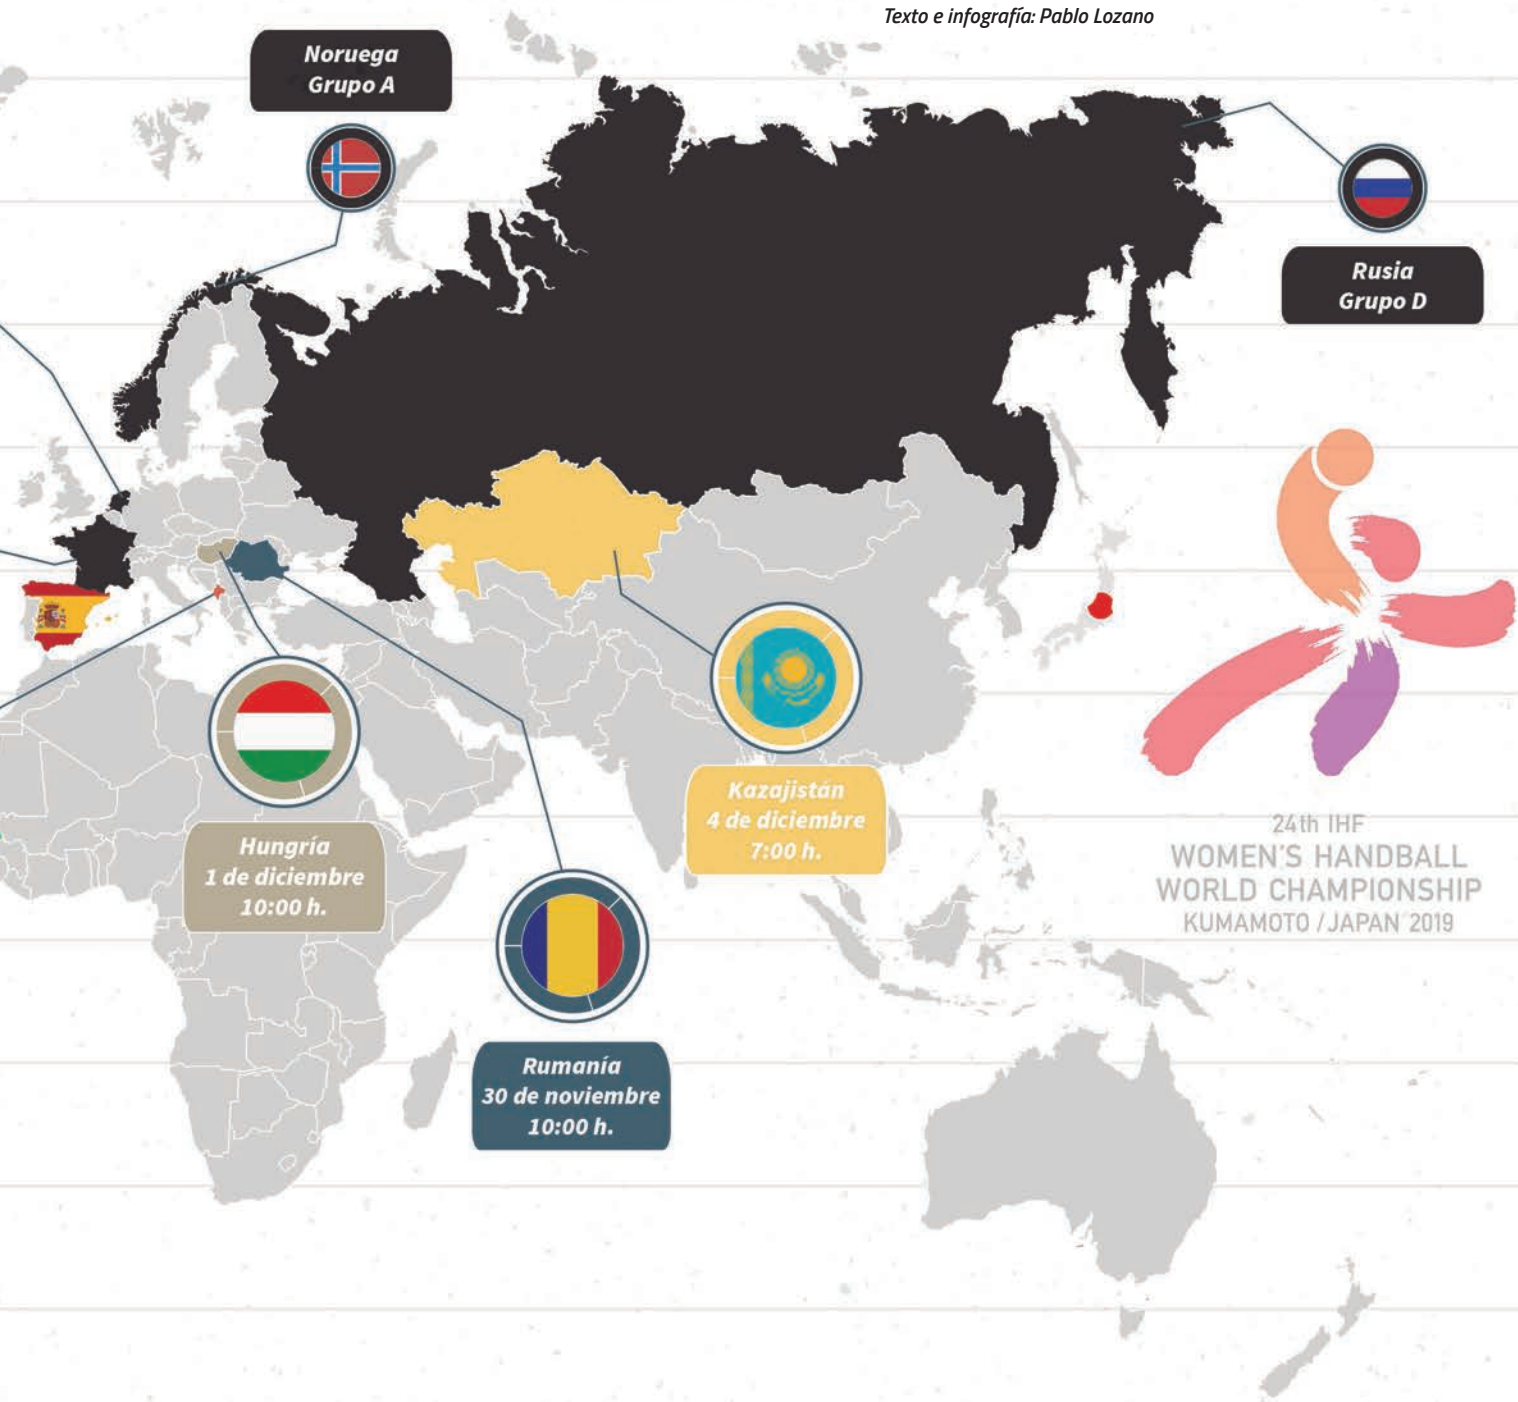 Texto e infografía: Pablo Lozano
Noruega
Grupo A
Rusia
Grupo D
Kazajistán
4 de diciembre
7:00 h.
Hungría
1 de diciembre
10:00 h.
24th IHF
WOMEN'S HANDBALL
WORLD CHAMPIONSHIP
KUMAMOTO / JAPAN 2019
Rumanía
30 de noviembre
10:00 h.